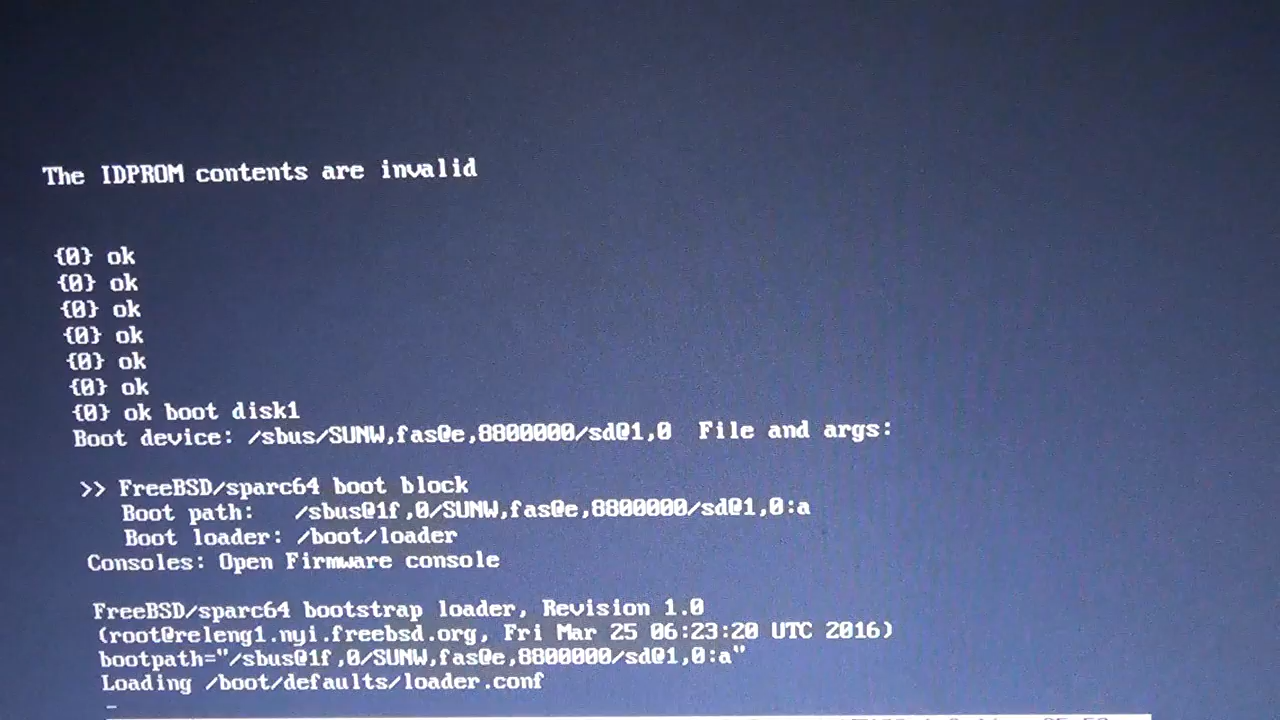 The IDPROM contents are invalid
{0} ok
{0} ok
{0} ok
{0} ok
{0} ok
{0} ok
{0} ok boot disk1
Boot device: /sbus/SUNW,fas@e,8800000/sd@1,0  File and args:
>> FreeBSD/sparc64 boot block
Boot path:   /sbus@1f,0/SUNW,fas@e,8800000/sd@1,0:a
Boot loader: /boot/loader
Consoles: Open Firmware console
FreeBSD/sparc64 bootstrap loader, Revision 1.0
(root@releng1.nyi.freebsd.org, Fri Mar 25 06:23:20 UTC 2016)
bootpath="/sbus@1f,0/SUNW,fas@e,8800000/sd@1,0:a"
Loading /boot/defaults/loader.conf